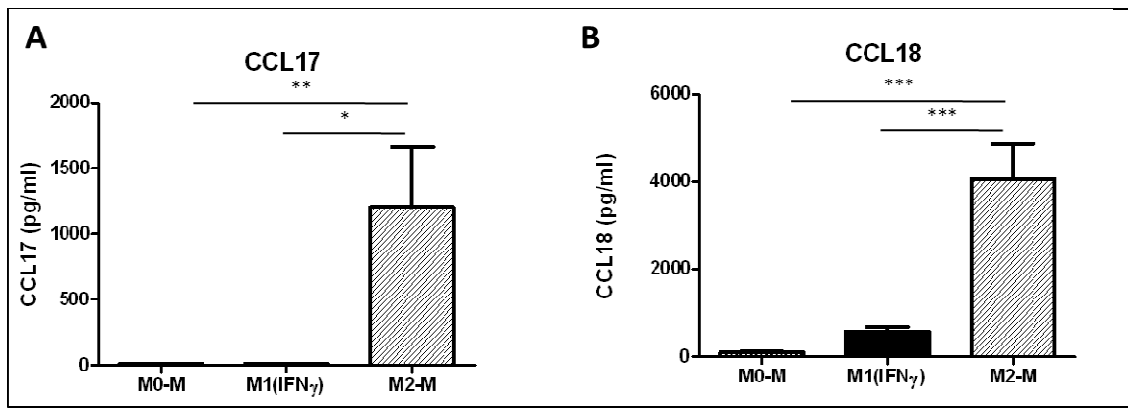 A
CCL17
**
*
2000
1500
1000
500
0
CCL17 (pg/ml)
M0-M M1(IFNγ) M2-M
B
CCL18
***
***
6000
4000
2000
0
CCL18 (pg/ml)
M0-M M1(IFNγ) M2-M